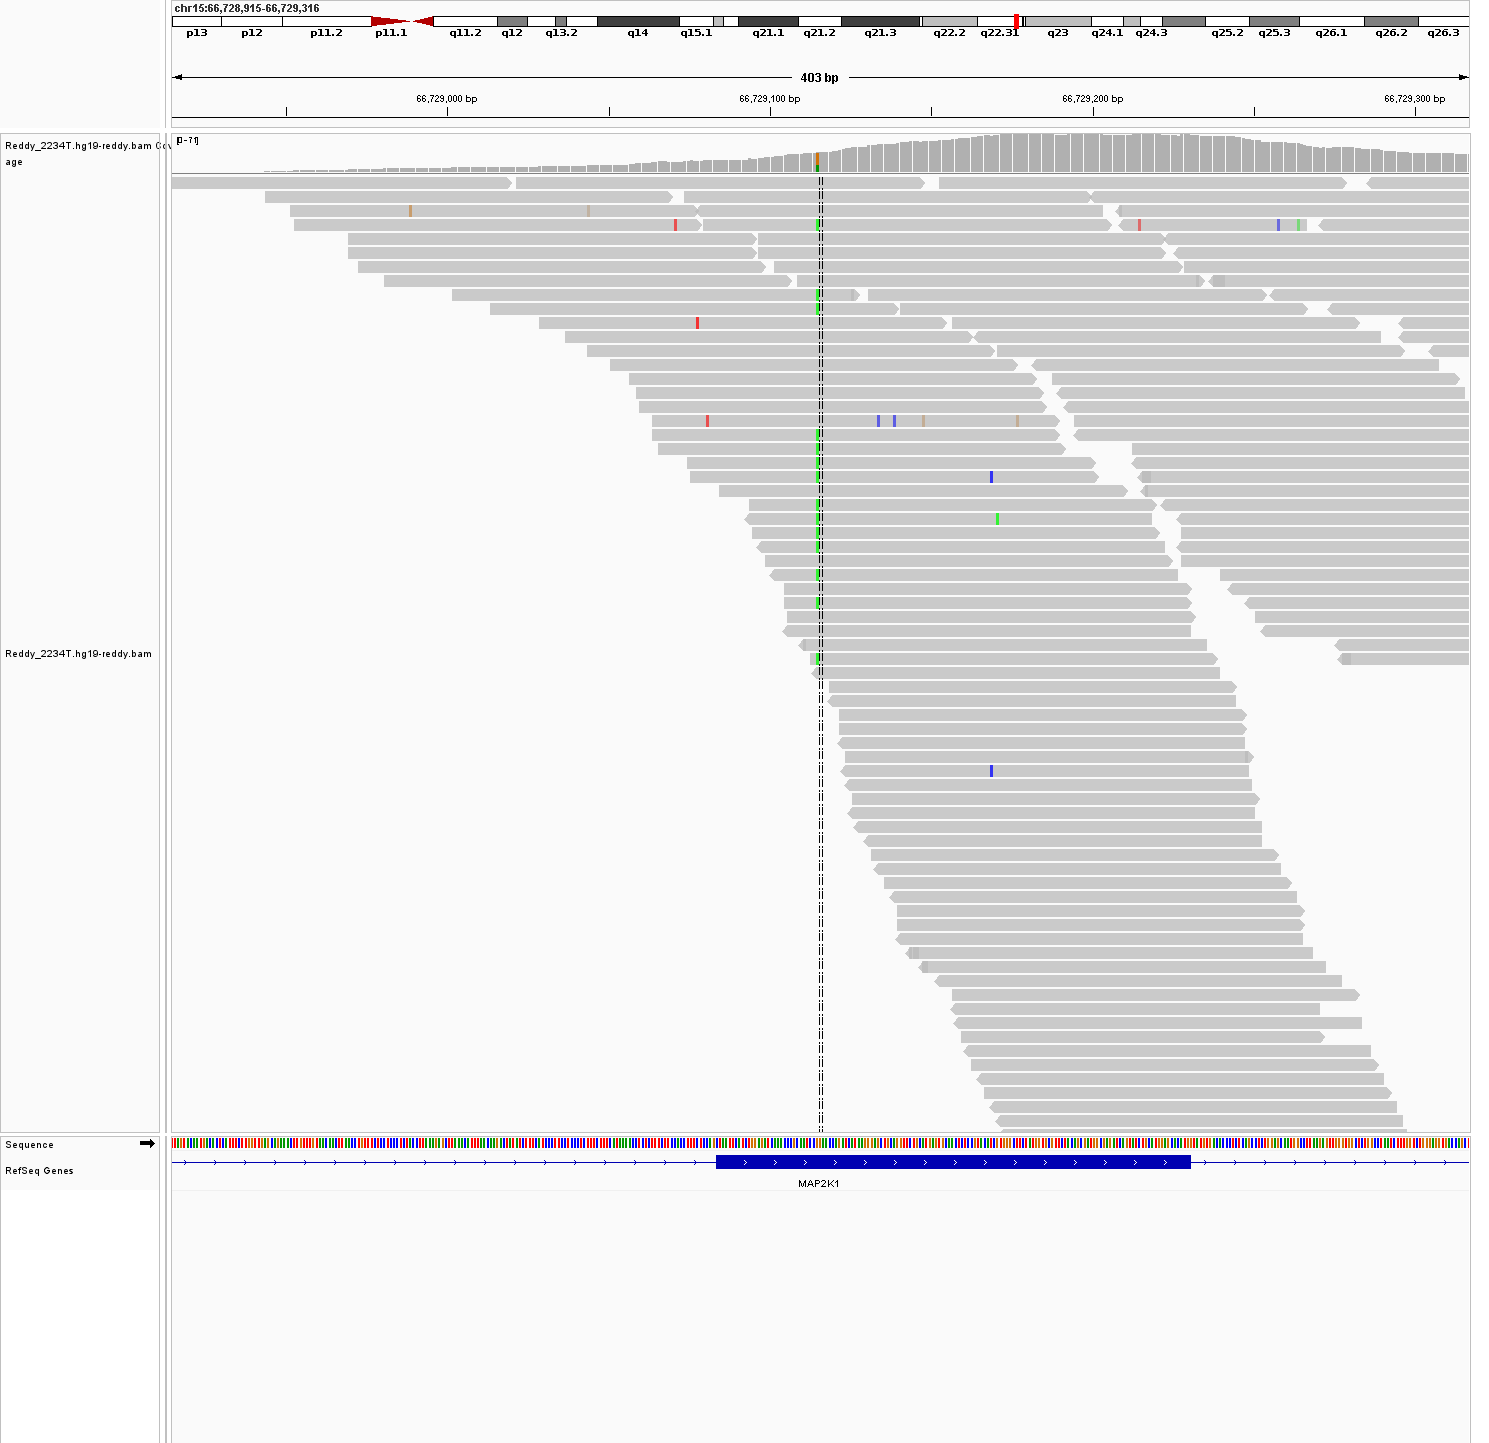 chr15:66,728,915-66,729,316
p13 p12 p11.2 p11.1 q11.2 q12 q13.2 q14 q15.1 q21.1 q21.2 q21.3 q22.2 q22.31 q23 q24.1 q24.3 q25.2 q25.3 q26.1 q26.2 q26.3
403 bp
66,729,000 bp 66,729,100 bp 66,729,200 bp 66,729,300 bp
[0-71]
Reddy_2234T.hg19-reddy.bam Cov
age
Reddy_2234T.hg19-reddy.bam
Sequence
RefSeq Genes
MAP2K1